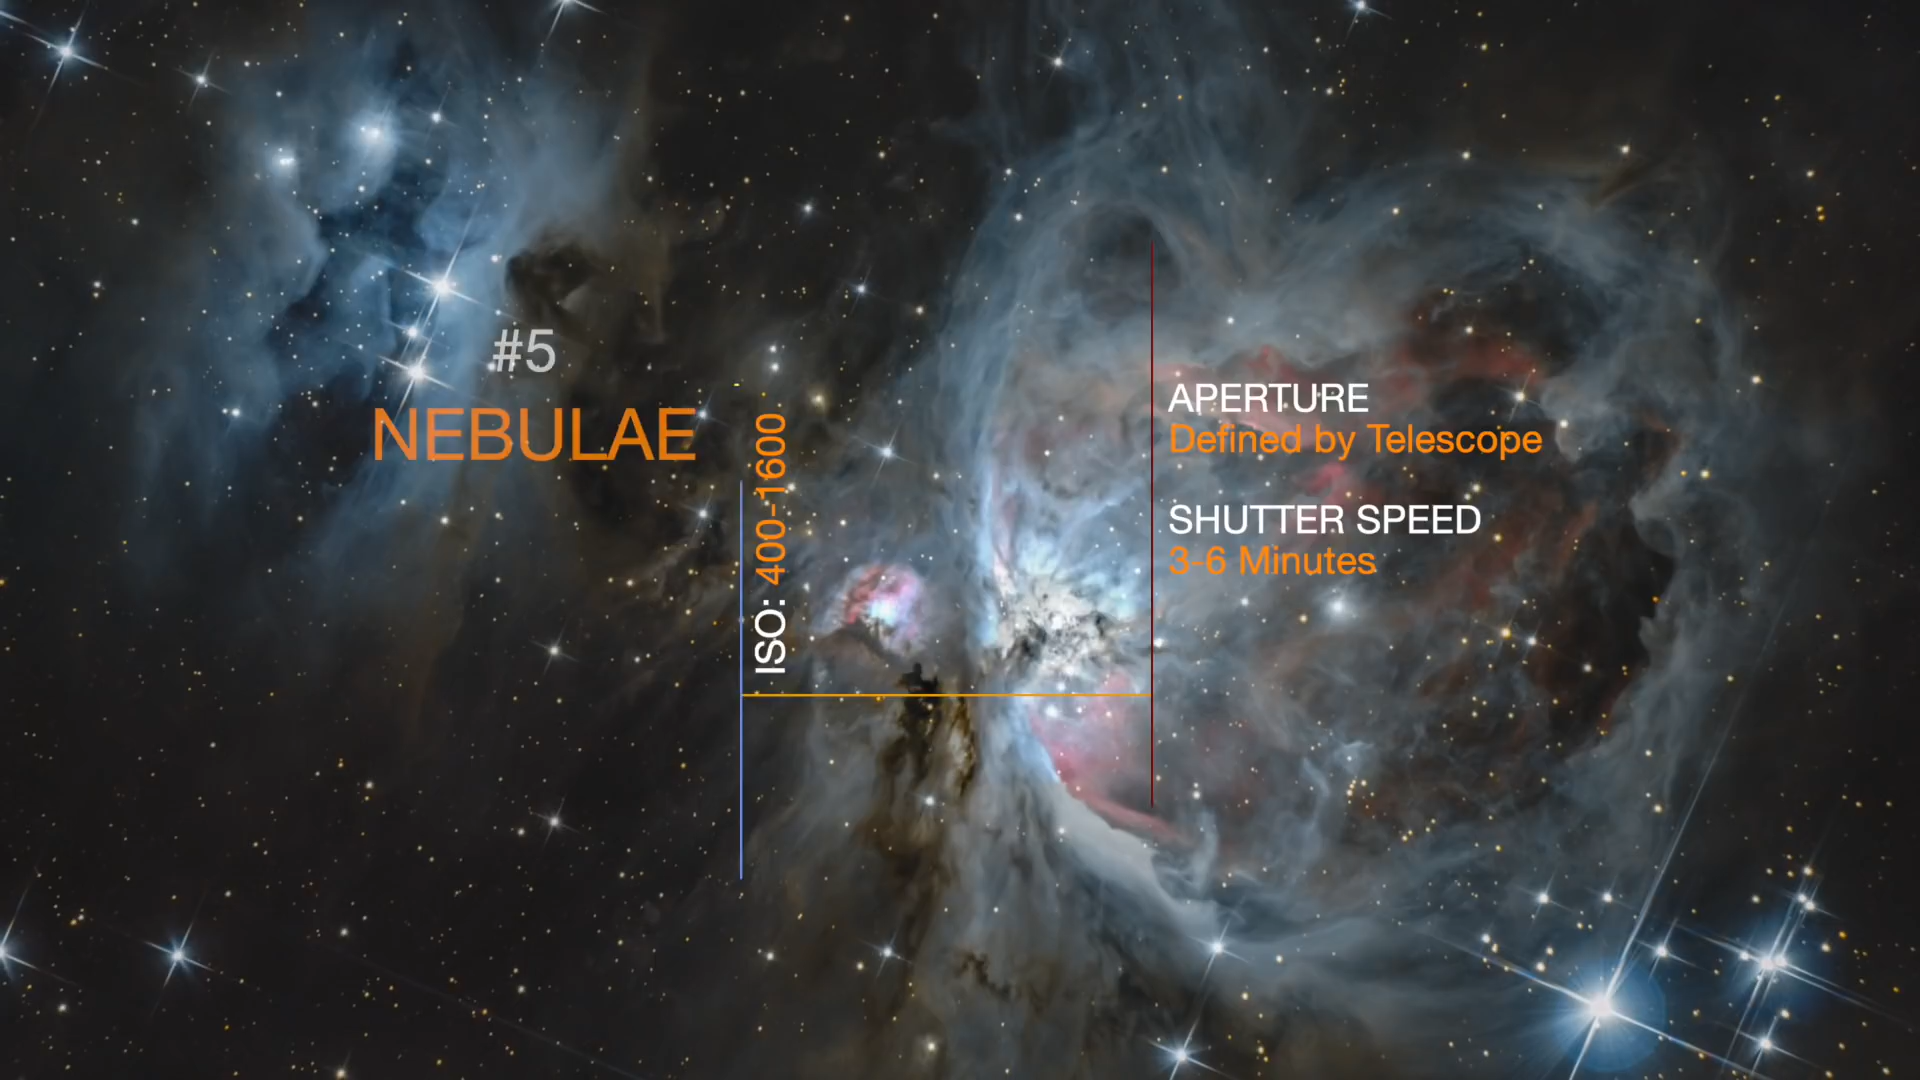 #5
NEBULAE
ISO: 400-1600
APERTURE
Defined by Telescope
SHUTTER SPEED
3-6 Minutes